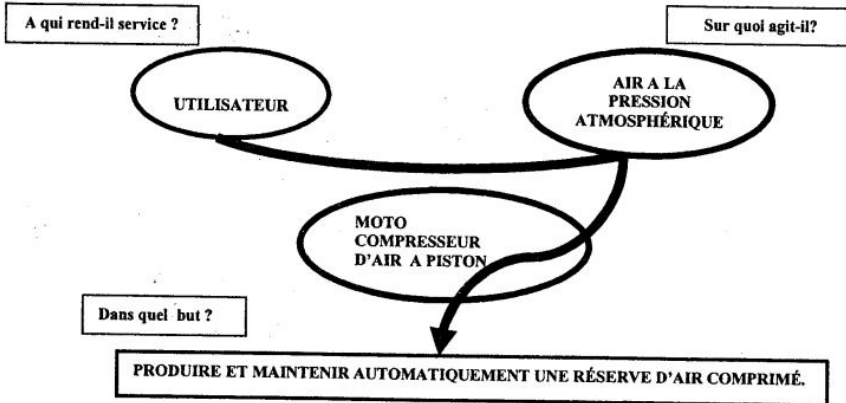 A qui rend-il service ?
Sur quoi agit-il?
UTILISATEUR
AIR A LA
PRESSION
ATMOSPHÉRIQUE
MOTO
COMPRESSEUR
D'AIR A PISTON
Dans quel but ?
PRODUIRE ET MAINTENIR AUTOMATIQUEMENT UNE RÉSERVE D'AIR COMPRIMÉ.